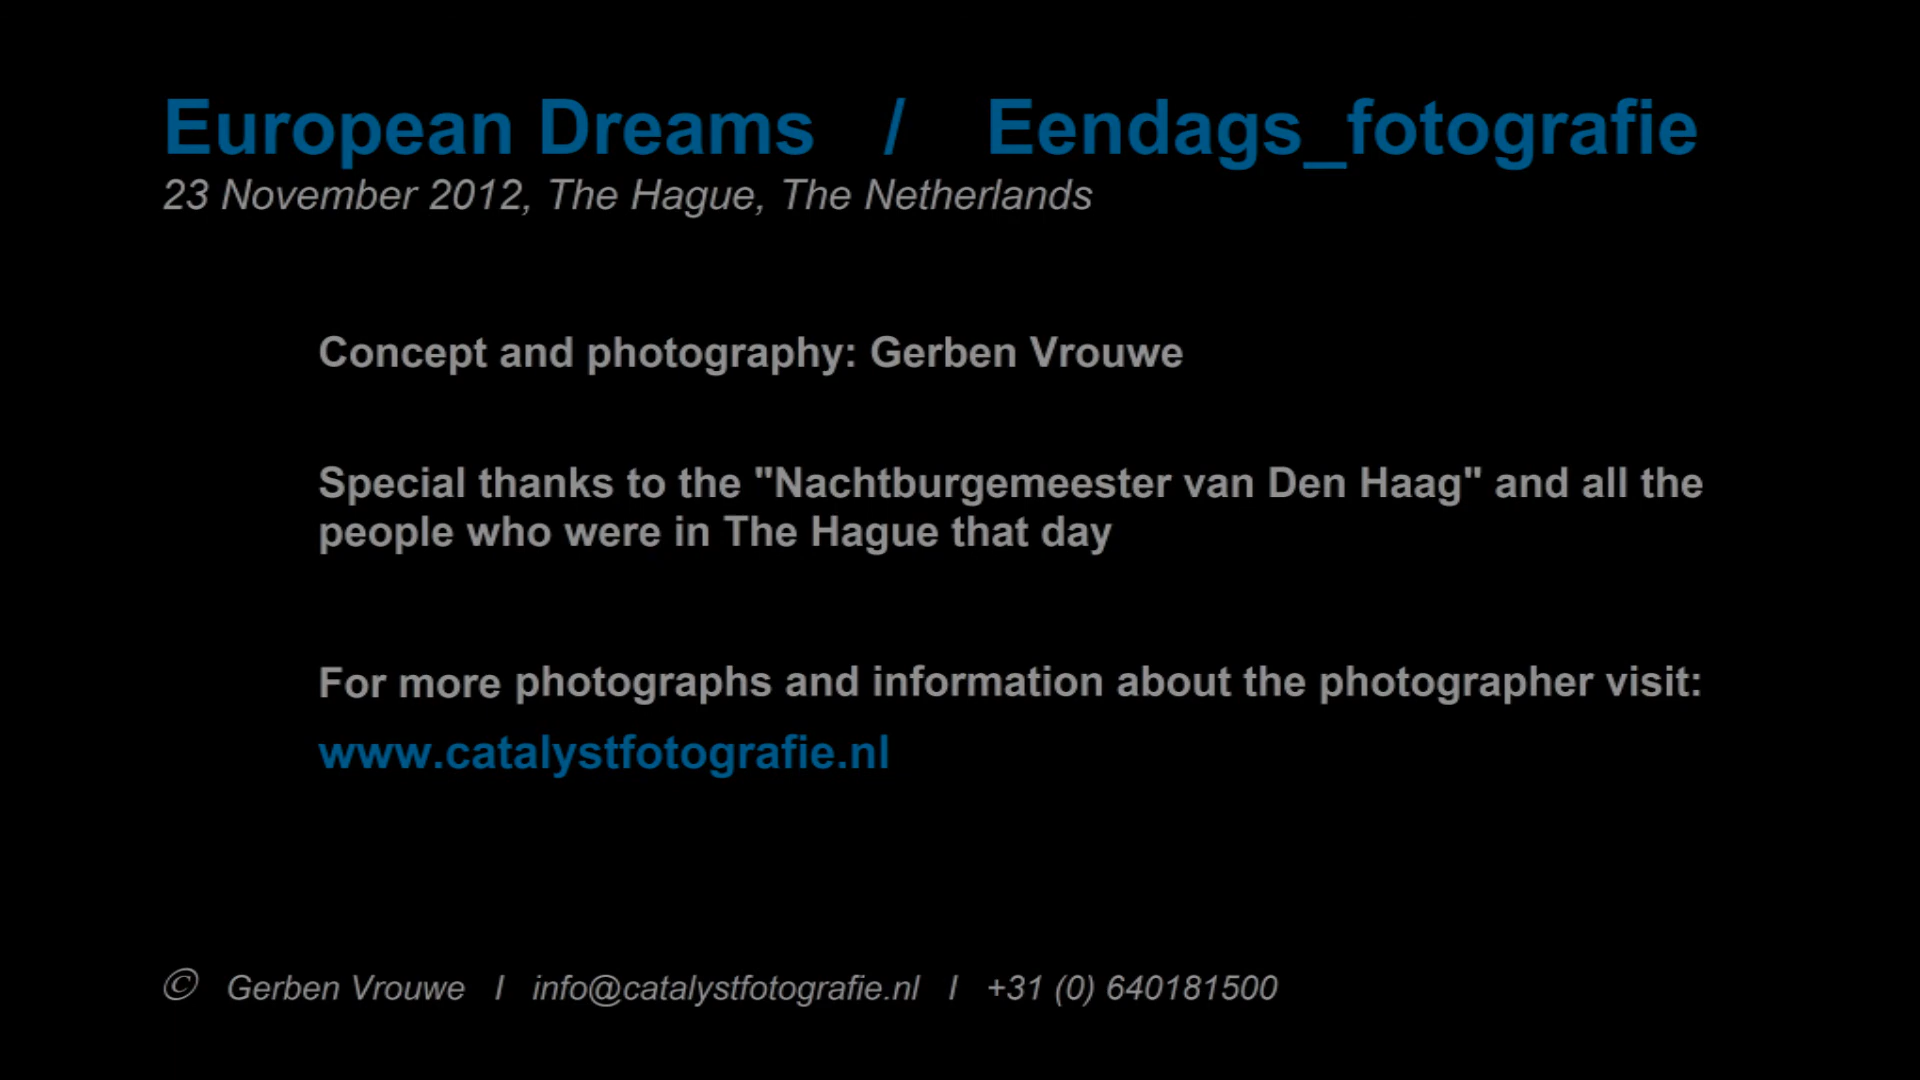 European Dreams / Eendags_fotografie
23 November 2012, The Hague, The Netherlands
Concept and photography: Gerben Vrouwe
Special thanks to the "Nachtburgemeester van Den Haag" and all the
people who were in The Hague that day
For more photographs and information about the photographer visit:
www.catalystfotografie.nl
© Gerben Vrouwe I info@catalystfotografie.nl I +31 (0) 640181500